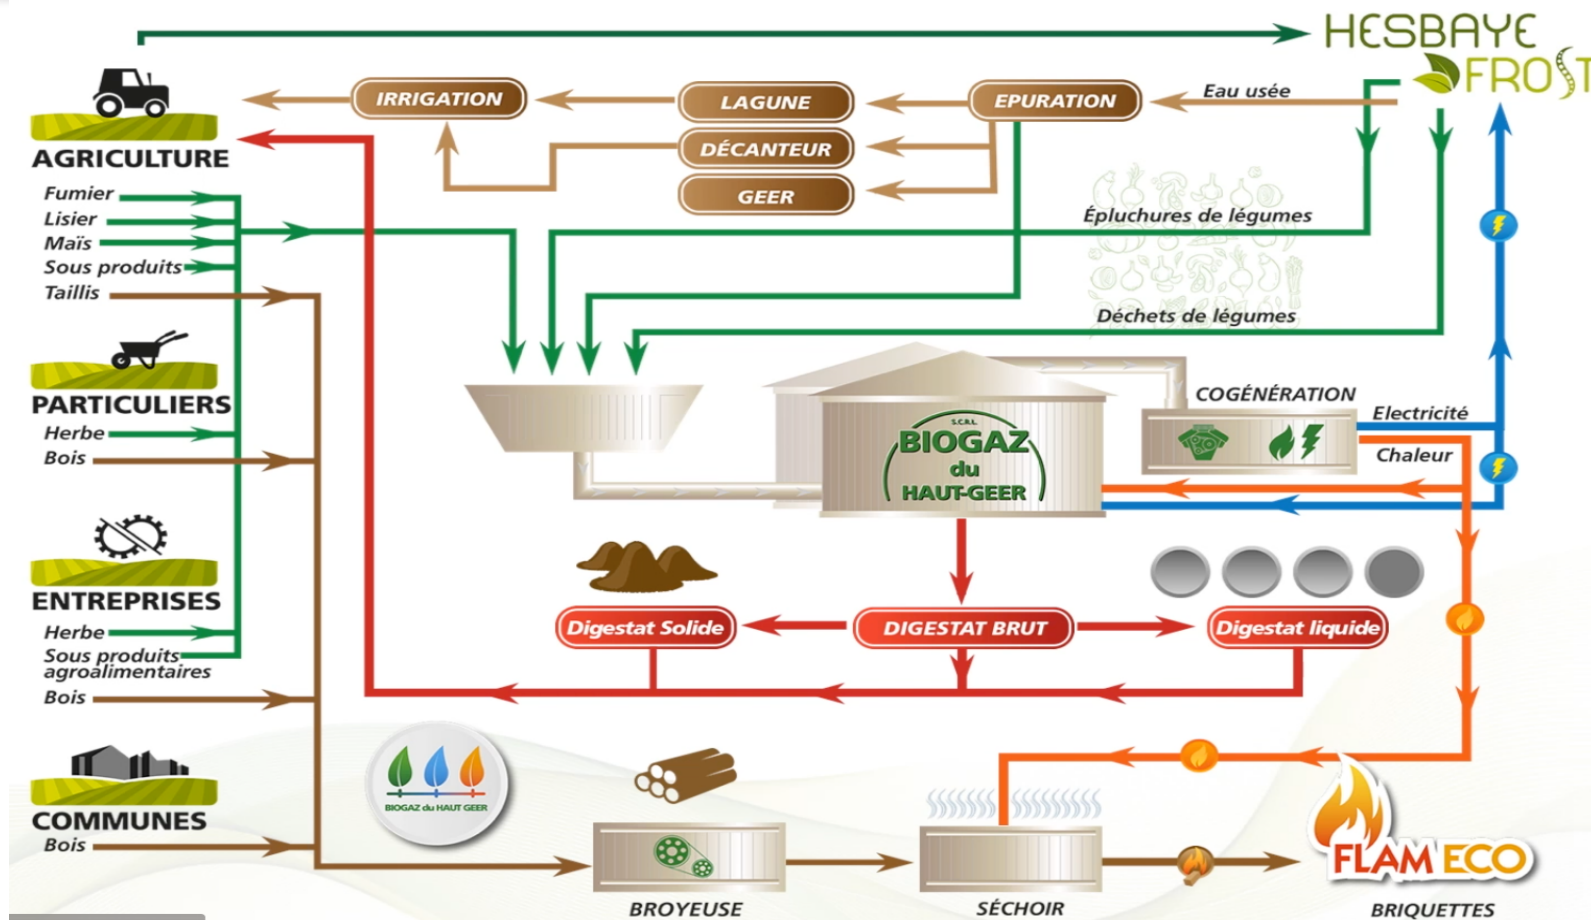 HESBAYE
FROST
AGRICULTURE
IRRIGATION
LAGUNE
EPURATION
Eau usée
DÉCANTEUR
GEER
Fumier
Lisier
Maïs
Sous produits
Taillis
Épluchures de légumes
Déchets de légumes
PARTICULIERS
Herbe
Bois
S.C.R.L.
BIOGAZ
du
HAUT-GEER
COGÉNÉRATION
Electricité
Chaleur
ENTREPRISES
Herbe
Sous produits
agroalimentaires
Bois
Digestat Solide
DIGESTAT BRUT
Digestat liquide
COMMUNES
Bois
BIOGAZ du HAUT GEER
BROYEUSE
SÉCHOIR
FLAM ECO
BRIQUETTES